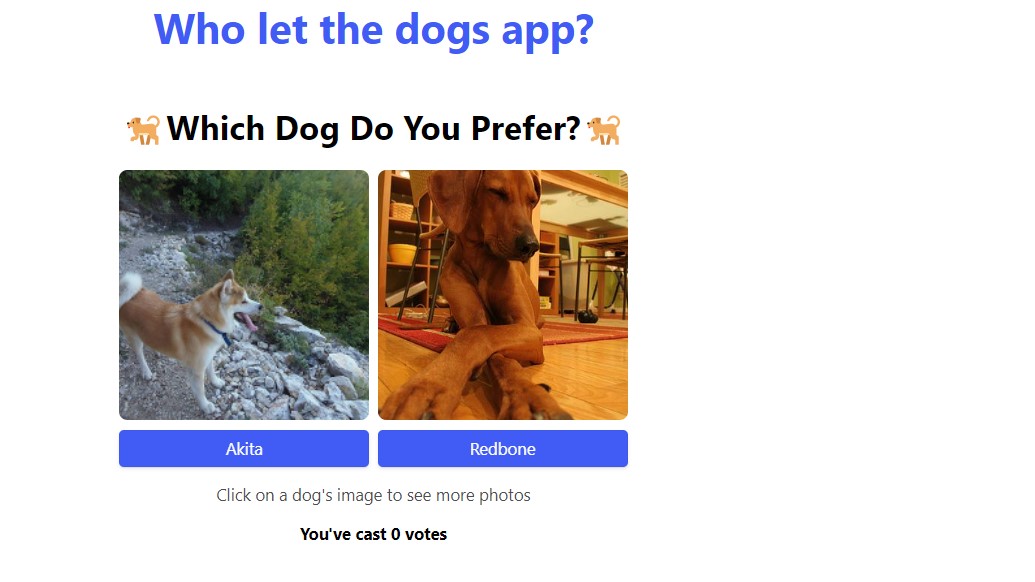 Who let the dogs app?
🐕Which Dog Do You Prefer?🐕
Akita
Redbone
Click on a dog's image to see more photos
You've cast 0 votes